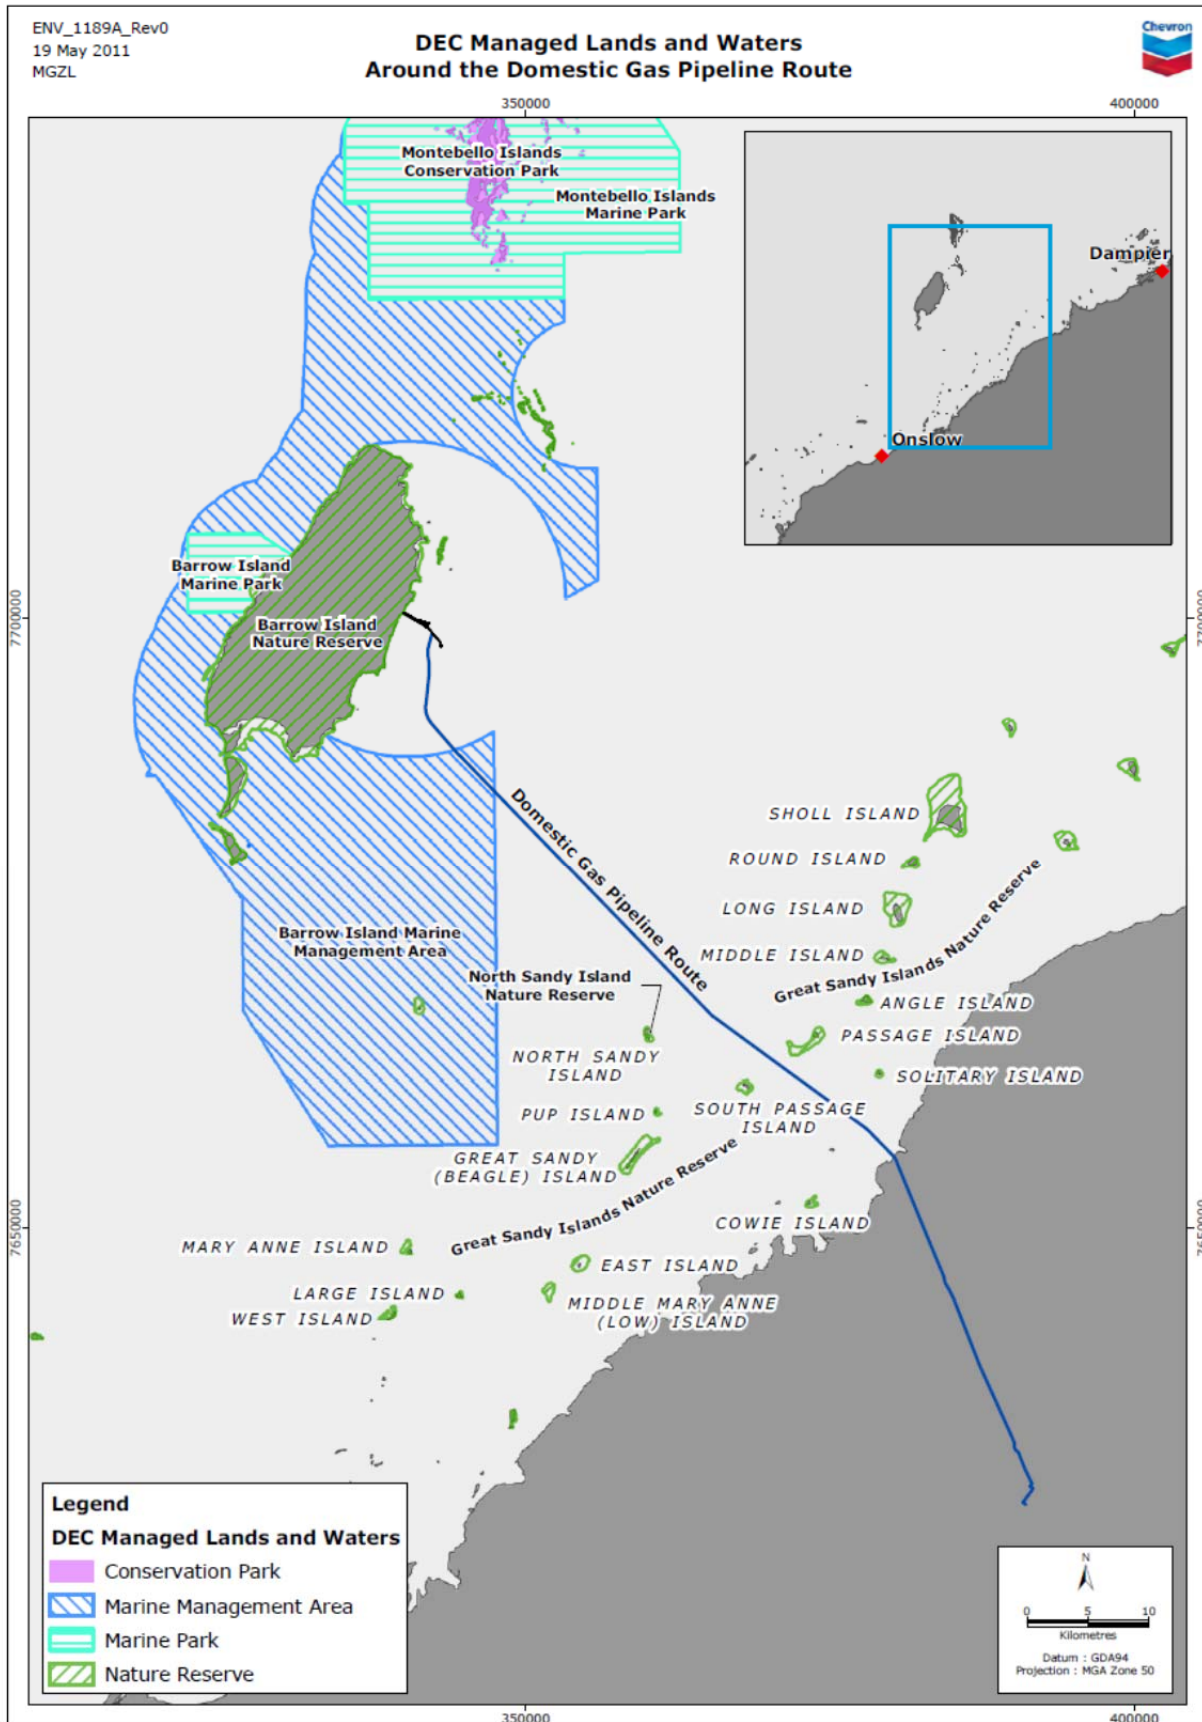 ENV_1189A_Rev0
19 May 2011
MGZL
DEC Managed Lands and Waters
Around the Domestic Gas Pipeline Route
Chevron
350000
400000
Montebello Islands
Conservation Park
Montebello Islands
Marine Park
Dampier
Onslow
Barrow Island
Marine Park
Barrow Island
Nature Reserve
7700000
7700000
Domestic Gas Pipeline Route
SHOLL ISLAND
ROUND ISLAND
LONG ISLAND
MIDDLE ISLAND
Great Sandy Islands Nature Reserve
ANGLE ISLAND
PASSAGE ISLAND
SOLITARY ISLAND
Barrow Island Marine
Management Area
North Sandy Island
Nature Reserve
NORTH SANDY
ISLAND
PUP ISLAND
SOUTH PASSAGE
ISLAND
GREAT SANDY
(BEAGLE) ISLAND
Great Sandy Islands Nature Reserve
COWIE ISLAND
7650000
7650000
MARY ANNE ISLAND
EAST ISLAND
LARGE ISLAND
WEST ISLAND
MIDDLE MARY ANNE
(LOW) ISLAND
Legend
DEC Managed Lands and Waters
Conservation Park
Marine Management Area
Marine Park
Nature Reserve
N
0 5 10
Kilometres
Datum : GDA94
Projection : MGA Zone 50
350000
400000